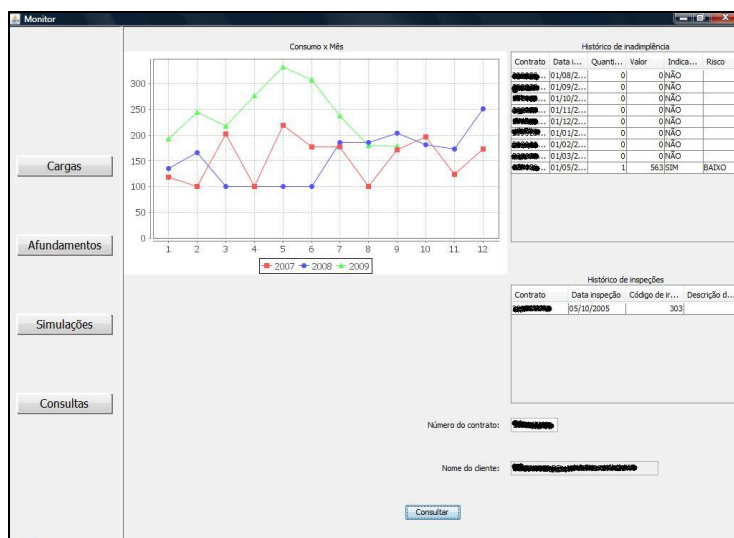 Monitor
Cargas
Afundamentos
Simulações
Consultas
Consumo x Mês
300
250
200
150
100
50
0
1 2 3 4 5 6 7 8 9 10 11 12
2007 2008 2009
Histórico de inadimplência
Contrato Data i... Quanti... Valor Indica... Risco
01/08/2... 0 0 NÃO
01/09/2... 0 0 NÃO
01/10/2... 0 0 NÃO
01/11/2... 0 0 NÃO
01/12/2... 0 0 NÃO
01/01/2... 0 0 NÃO
01/02/2... 0 0 NÃO
01/03/2... 0 0 NÃO
01/05/2... 1 563 SIM BAIXO
Histórico de inspeções
Contrato Data inspeção Código de ir... Descrição d...
05/10/2005 303
Número do contrato:
Nome do cliente:
Consultar